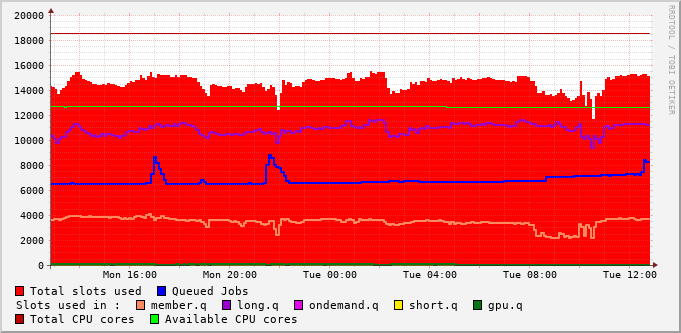 RRDTOOL / TOBI OETIKER
20000
18000
16000
14000
12000
10000
8000
6000
4000
2000
0
Mon 16:00 Mon 20:00 Tue 00:00 Tue 04:00 Tue 08:00 Tue 12:00
Total slots used Queued Jobs
Slots used in : member.q long.q ondemand.q short.q gpu.q
Total CPU cores Available CPU cores